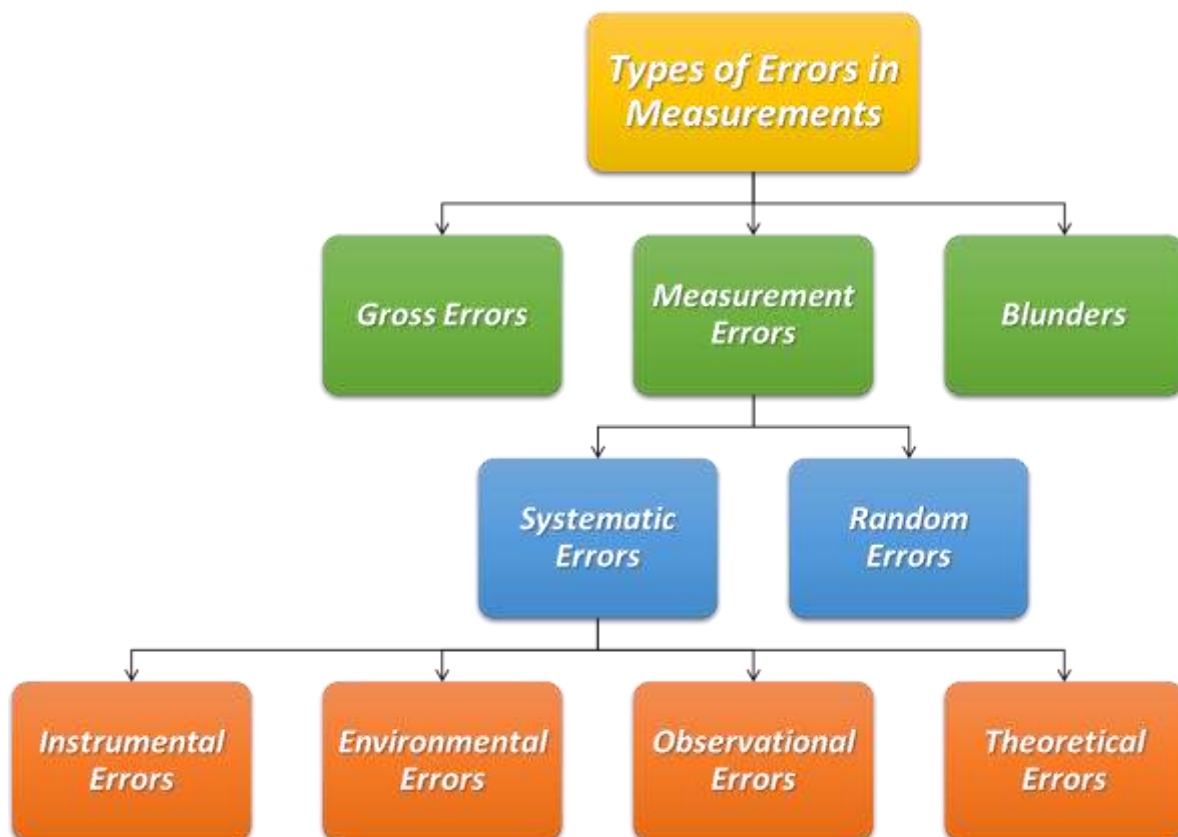 Types of Errors in
Measurements
Gross Errors
Measurement
Errors
Blunders
Systematic
Errors
Random
Errors
Instrumental
Errors
Environmental
Errors
Observational
Errors
Theoretical
Errors